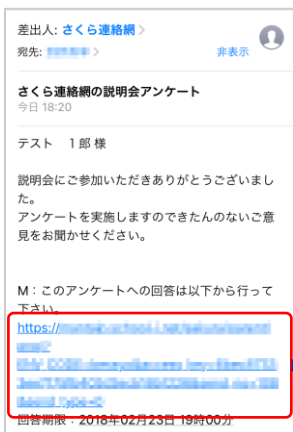 差出人: さくら連絡網
宛先:
非表示
さくら連絡網の説明会アンケート
今日 18:20
テスト　１郎 様
説明会にご参加いただきありがとうございまし
た。
アンケートを実施しますのできたんのないご意
見をお聞かせください。
M：このアンケートへの回答は以下から行って
下さい。
https://
回答期限：2018年02月23日 19時00分